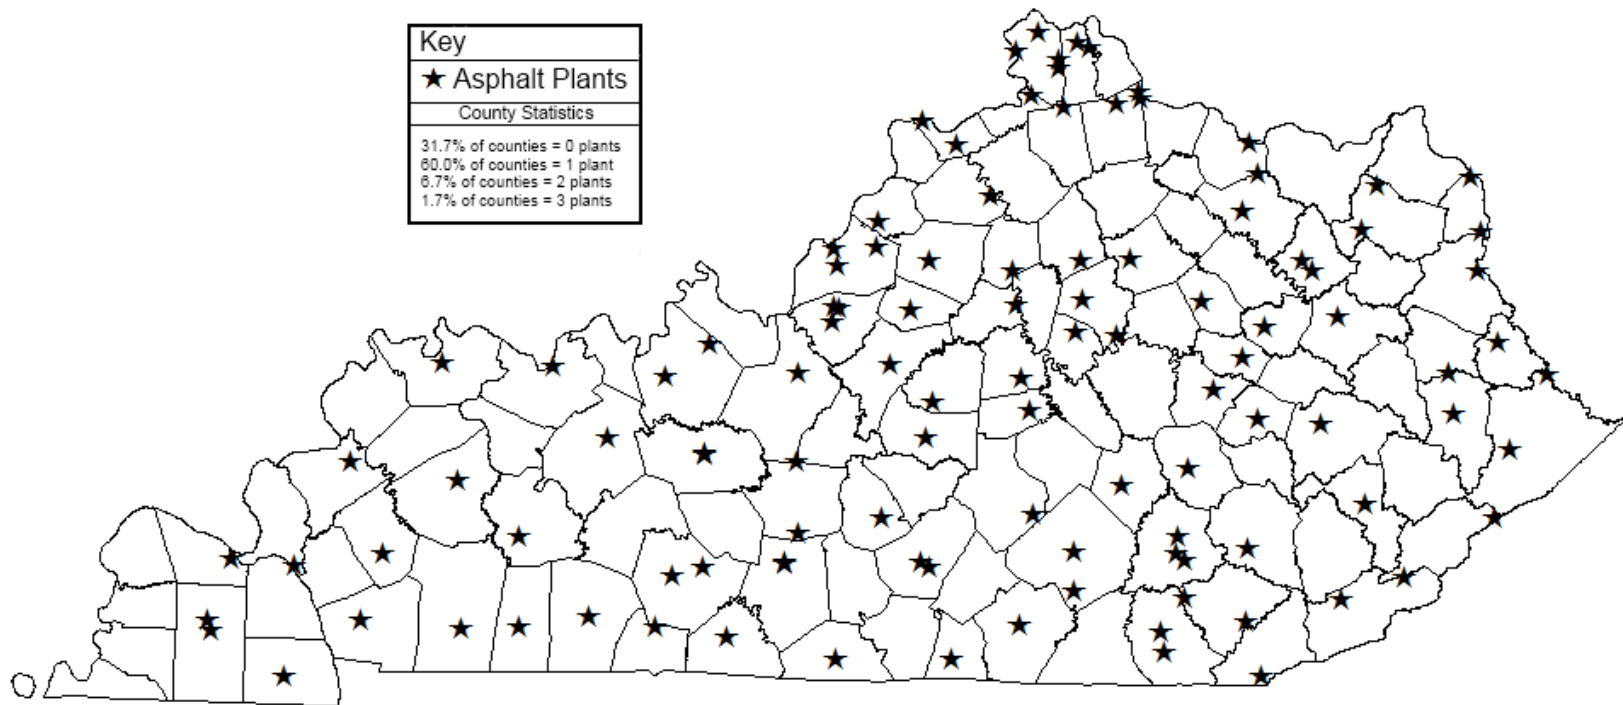 Key
★ Asphalt Plants
County Statistics
31.7% of counties = 0 plants
60.0% of counties = 1 plant
6.7% of counties = 2 plants
1.7% of counties = 3 plants